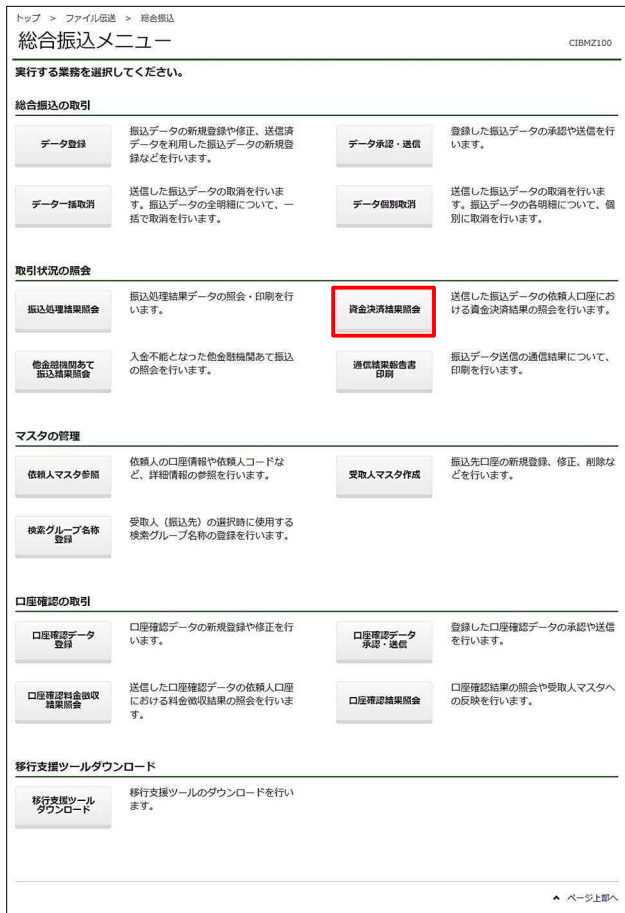 トップ > ファイル伝送 > 総合振込
総合振込メニュー
CIBMZ100
実行する業務を選択してください。
総合振込の取引
データ登録
振込データの新規登録や修正、送信済
データを利用した振込データの新規登
録などを行います。
データ承認・送信
登録した振込データの承認や送信を行
います。
データ一括取消
送信した振込データの取消を行いま
す。振込データの全明細について、一
括で取消を行います。
データ個別取消
送信した振込データの取消を行いま
す。振込データの各明細について、個
別に取消を行います。
取引状況の照会
振込処理結果照会
振込処理結果データの照会・印刷を行
います。
資金決済結果照会
送信した振込データの依頼人口座にお
ける資金決済結果の照会を行います。
他金融機関あて
振込結果照会
入金不能となった他金融機関あて振込
の照会を行います。
通信結果報告書
印刷
振込データ送信の通信結果について、
印刷を行います。
マスタの管理
依頼人マスタ参照
依頼人の口座情報や依頼人コードな
ど、詳細情報の参照を行います。
受取人マスタ作成
振込先口座の新規登録、修正、削除な
どを行います。
検索グループ名称
登録
受取人（振込先）の選択時に使用する
検索グループ名称の登録を行います。
口座確認の取引
口座確認データ
登録
口座確認データの新規登録や修正を行
います。
口座確認データ
承認・送信
登録した口座確認データの承認や送信
を行います。
口座確認料金徴収
結果照会
送信した口座確認データの依頼人口座
における料金徴収結果の照会を行いま
す。
口座確認結果照会
口座確認結果の照会や受取人マスタへ
の反映を行います。
移行支援ツールダウンロード
移行支援ツール
ダウンロード
移行支援ツールのダウンロードを行い
ます。
ページ上部へ